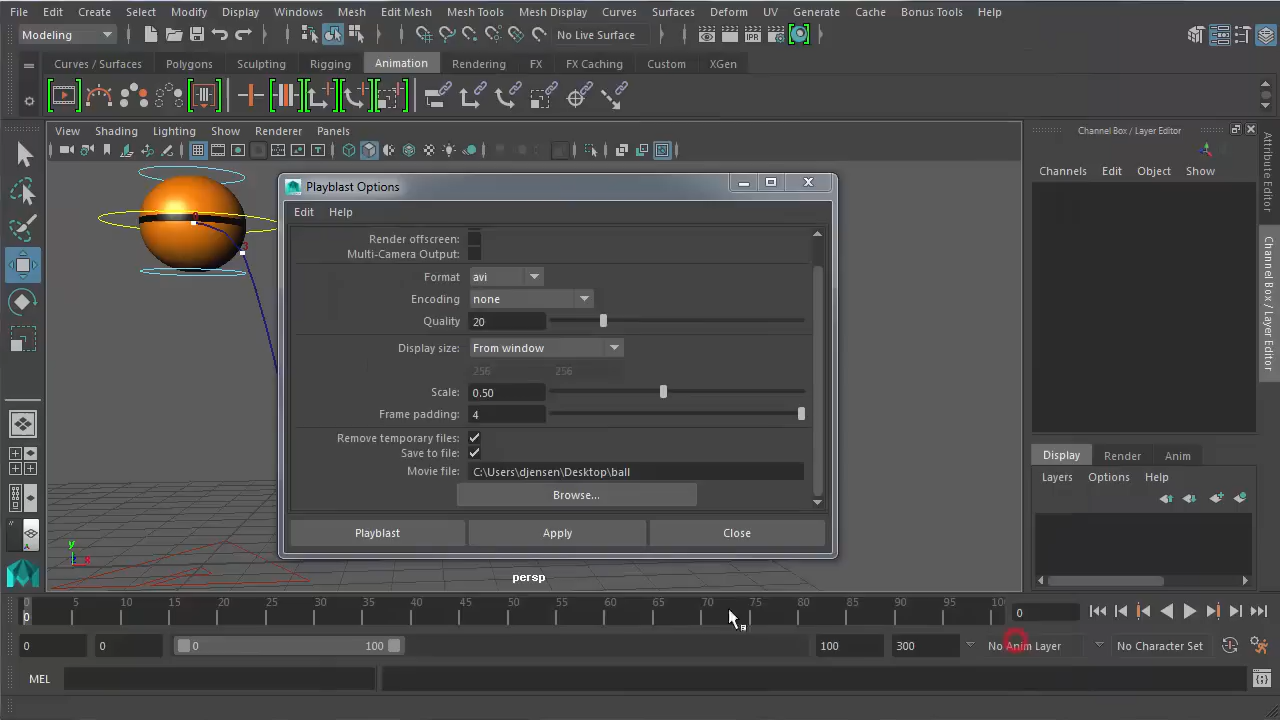 File Edit Create Select Modify Display Windows Mesh Edit Mesh Mesh Tools Mesh Display Curves Surfaces Deform UV Generate Cache Bonus Tools Help
Modeling No Live Surface
Curves / Surfaces Polygons Sculpting Rigging Animation Rendering FX FX Caching Custom XGen
View Shading Lighting Show Renderer Panels
Channel Box / Layer Editor
Channels Edit Object Show
Attribute Editor
Channel Box / Layer Editor
Playblast Options
Edit Help
Render offscreen:
Multi-Camera Output:
Format avi
Encoding none
Quality 20
Display size: From window
256 256
Scale: 0.50
Frame padding: 4
Remove temporary files:
Save to file:
Movie file: C:\Users\djensen\Desktop\ball
Browse...
Playblast Apply Close
Display Render Anim
Layers Options Help
y
x
persp
0 5 10 15 20 25 30 35 40 45 50 55 60 65 70 75 80 85 90 95 100
0 0
0 0 0 100 100 300 No Anim Layer No Character Set
MEL